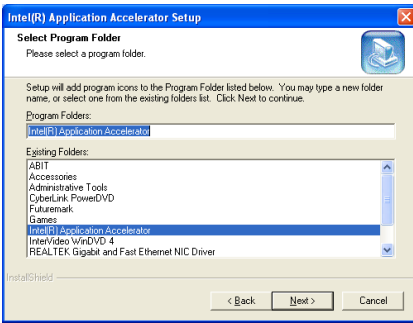 Intel(R) Application Accelerator Setup
Select Program Folder
Please select a program folder.
Setup will add program icons to the Program Folder listed below. You may type a new folder
name, or select one from the existing folders list. Click Next to continue.
Program Folders:
Intel(R) Application Accelerator
Existing Folders:
ABIT
Accessories
Administrative Tools
CyberLink PowerDVD
Futuremark
Games
Intel(R) Application Accelerator
InterVideo WinDVD 4
REALTEK Gigabit and Fast Ethernet NIC Driver
InstallShield
< Back Next > Cancel